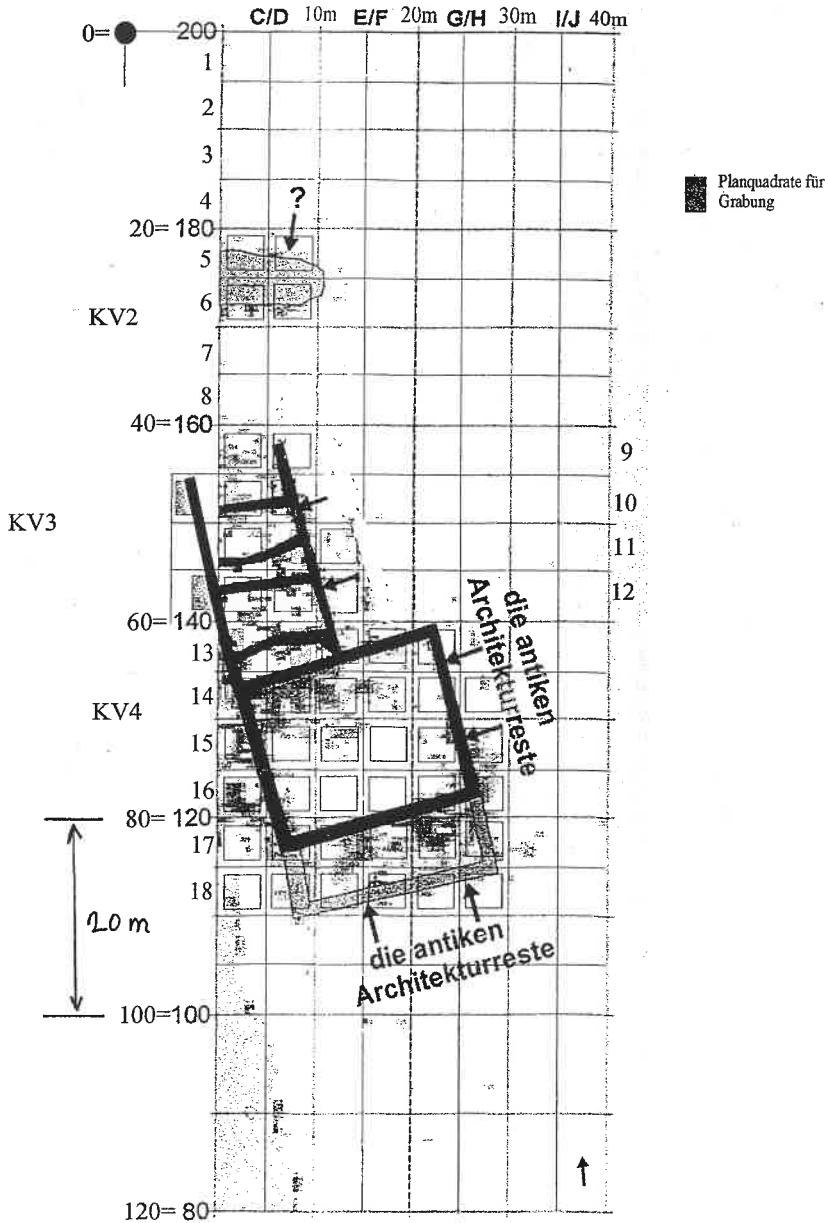 C/D 10m E/F 20m G/H 30m I/J 40m
0= 200
1
2
3
Planquadrate für
Grabung
4
?
20= 180
5
6
KV2
7
8
40= 160
9
10
KV3
11
12
60= 140
die antiken
Architekturreste
13
14
KV4
15
16
80= 120
17
18
20 m
die antiken
Architekturreste
100= 100
120= 80